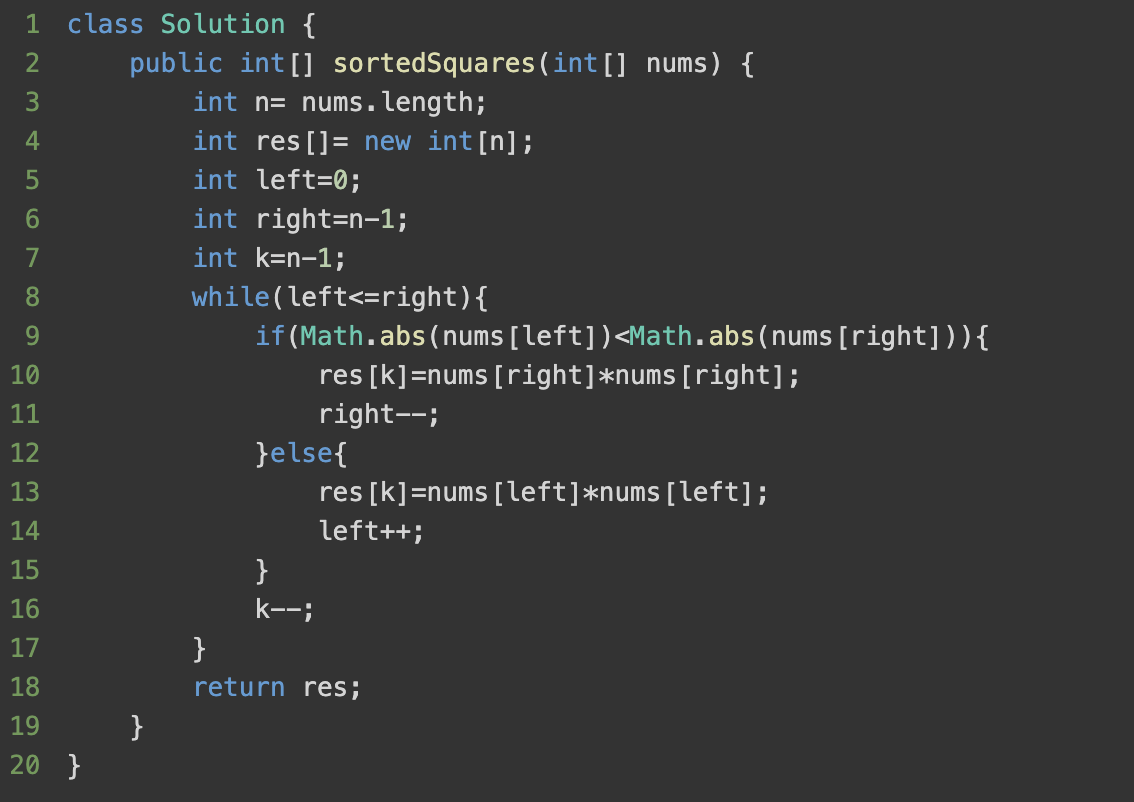 1 class Solution {
2     public int[] sortedSquares(int[] nums) {
3         int n= nums.length;
4         int res[]= new int[n];
5         int left=0;
6         int right=n-1;
7         int k=n-1;
8         while(left<=right){
9             if(Math.abs(nums[left])<Math.abs(nums[right])){
10                 res[k]=nums[right]*nums[right];
11                 right--;
12             }else{
13                 res[k]=nums[left]*nums[left];
14                 left++;
15             }
16             k--;
17         }
18         return res;
19     }
20 }